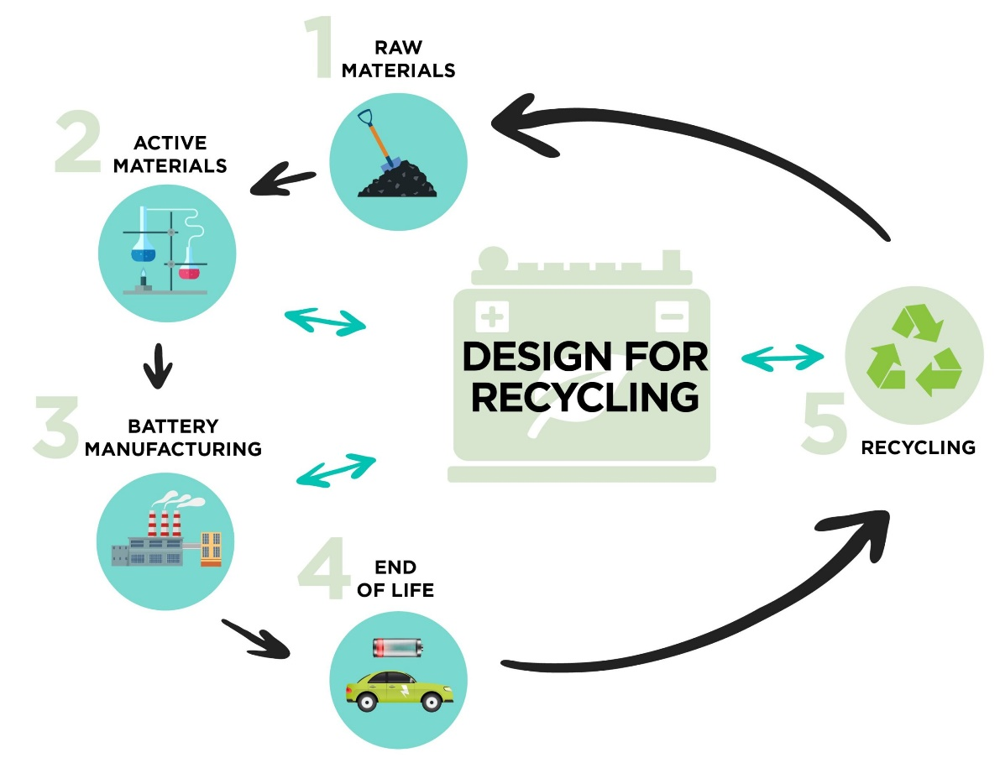 1
RAW
MATERIALS
2
ACTIVE
MATERIALS
3
BATTERY
MANUFACTURING
4
END
OF LIFE
5
RECYCLING
+ −
DESIGN FOR
RECYCLING